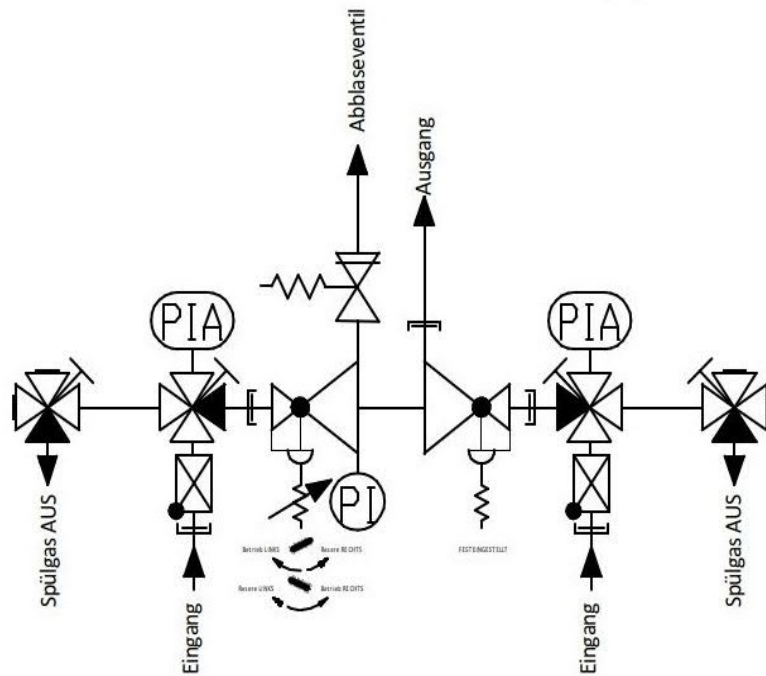 Abblaseventil
Ausgang
PIA
PIA
PI
Spülgas AUS
Spülgas AUS
Betrieb LINKS
Reserve RECHTS
Reserve LINKS
Betrieb RECHTS
FESTEINGESTELLT
Eingang
Eingang